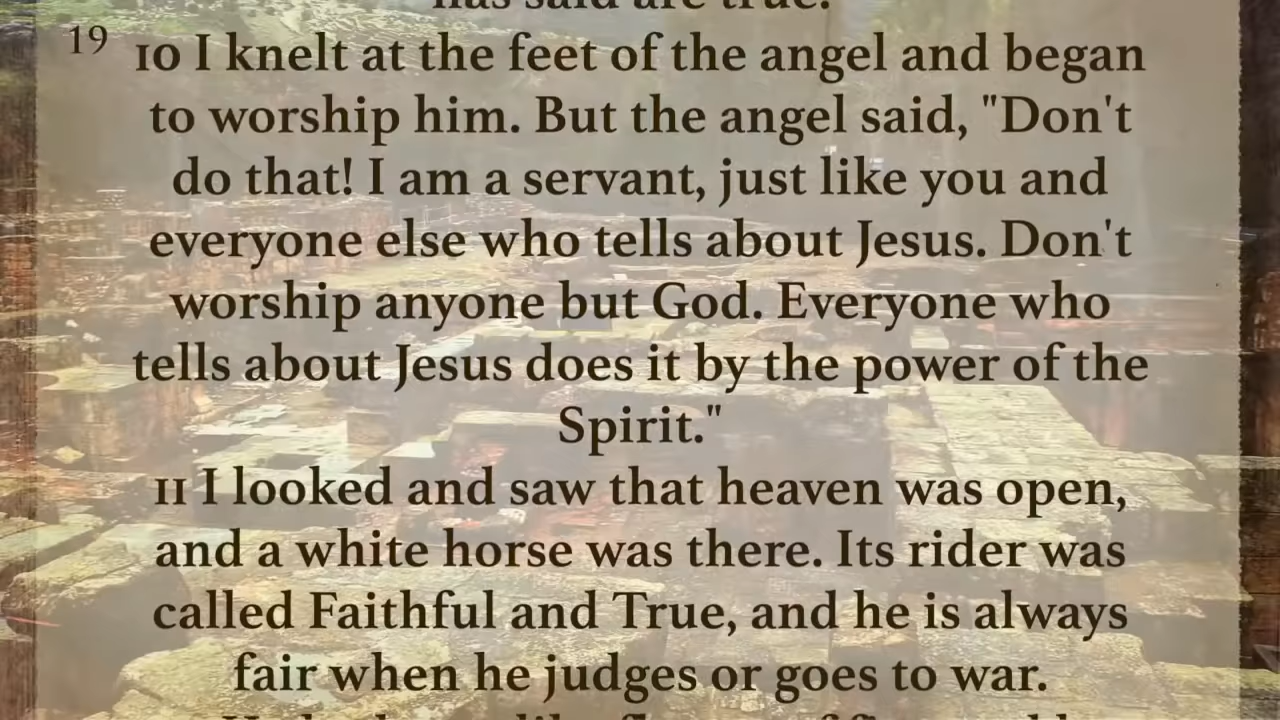 has said are true."
19 10 I knelt at the feet of the angel and began
to worship him. But the angel said, "Don't
do that! I am a servant, just like you and
everyone else who tells about Jesus. Don't
worship anyone but God. Everyone who
tells about Jesus does it by the power of the
Spirit."
11 I looked and saw that heaven was open,
and a white horse was there. Its rider was
called Faithful and True, and he is always
fair when he judges or goes to war.